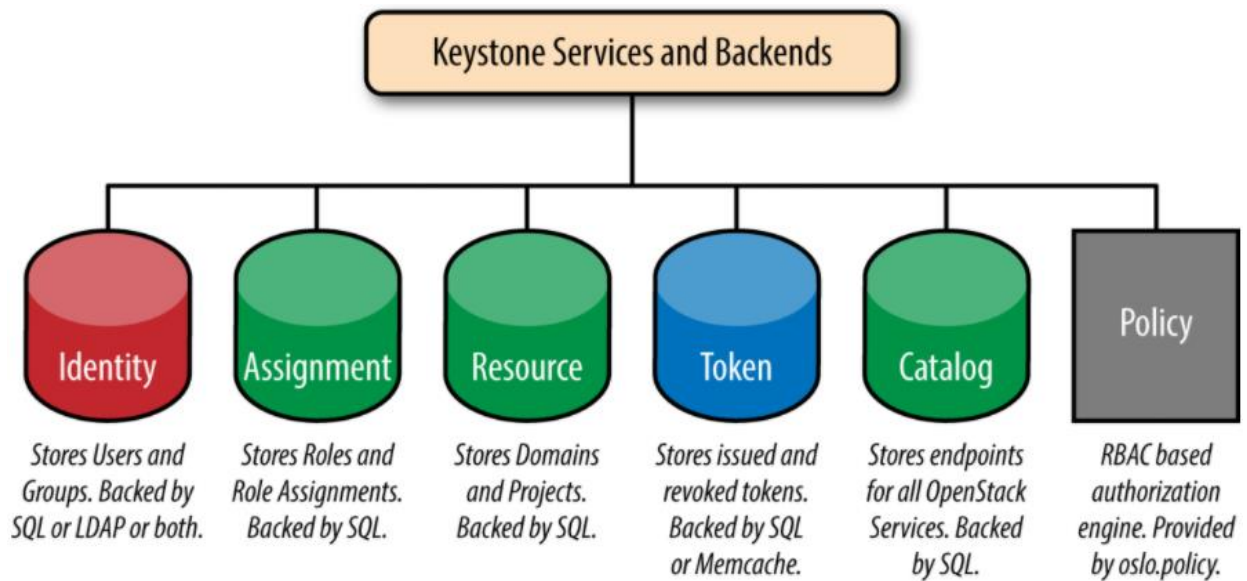 Keystone Services and Backends
Identity
Stores Users and
Groups. Backed by
SQL or LDAP or both.
Assignment
Stores Roles and
Role Assignments.
Backed by SQL.
Resource
Stores Domains
and Projects.
Backed by SQL.
Token
Stores issued and
revoked tokens.
Backed by SQL
or Memcache.
Catalog
Stores endpoints
for all OpenStack
Services. Backed
by SQL.
Policy
RBAC based
authorization
engine. Provided
by oslo.policy.